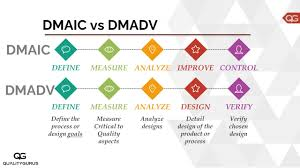 DMAIC vs DMADV
QG
DMAIC
DEFINE MEASURE ANALYZE IMPROVE CONTROL
DMADV
DEFINE MEASURE ANALYZE DESIGN VERIFY
Define the Measure Analyze Detail Verify
process or Critical to designs design of the chosen
design goals Quality product or design
aspects process
QG
QUALITYGURUS